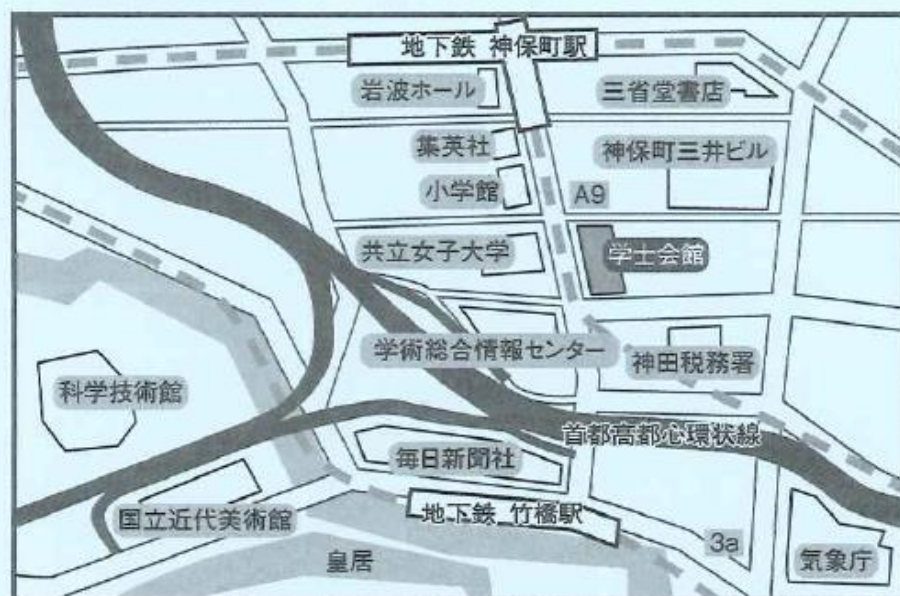 地下鉄 神保町駅
岩波ホール
三省堂書店
集英社
神保町三井ビル
小学館
A9
共立女子大学
学士会館
学術総合情報センター
神田税務署
科学技術館
首都高都心環状線
毎日新聞社
国立近代美術館
地下鉄 竹橋駅
3a
皇居
気象庁